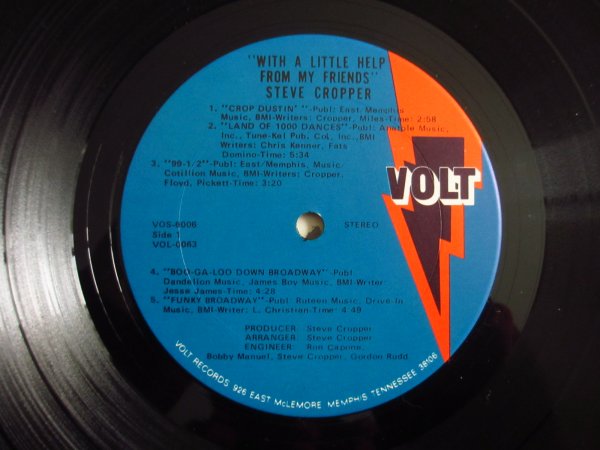 "WITH A LITTLE HELP
FROM MY FRIENDS"
STEVE CROPPER
1. "CROP DUSTIN'"-Publ: East Memphis
Music, BMI-Writers: Cropper, Miles-Time: 2:58
2. "LAND OF 1000 DANCES"-Publ: Anatole Music,
Inc., Tune-Kel Pub. Co., Inc., BMI
Writers: Chris Kenner, Fats
Domino-Time: 5:34
3. "99-1/2"-Publ: East/Memphis, Music
Cotillion Music, BMI-Writers: Cropper,
Floyd, Pickett-Time: 3:20
VOLT
VOS-6006
Side 1
VOL-0063
STEREO
4. "BOO-GA-LOO DOWN BROADWAY"-Publ
Dandelion Music, James Boy Music, BMI-Writer
Jesse James-Time: 4:28
5. "FUNKY BROADWAY"-Publ: Routeen Music, Drive-In
Music, BMI-Writer: L. Christian-Time: 4:49
PRODUCER: Steve Cropper
ARRANGER: Steve Cropper
ENGINEER: Ron Capone,
Bobby Manuel, Steve Cropper, Gordon Rudd
VOLT RECORDS 926 EAST McLEMORE MEMPHIS TENNESSEE 38106